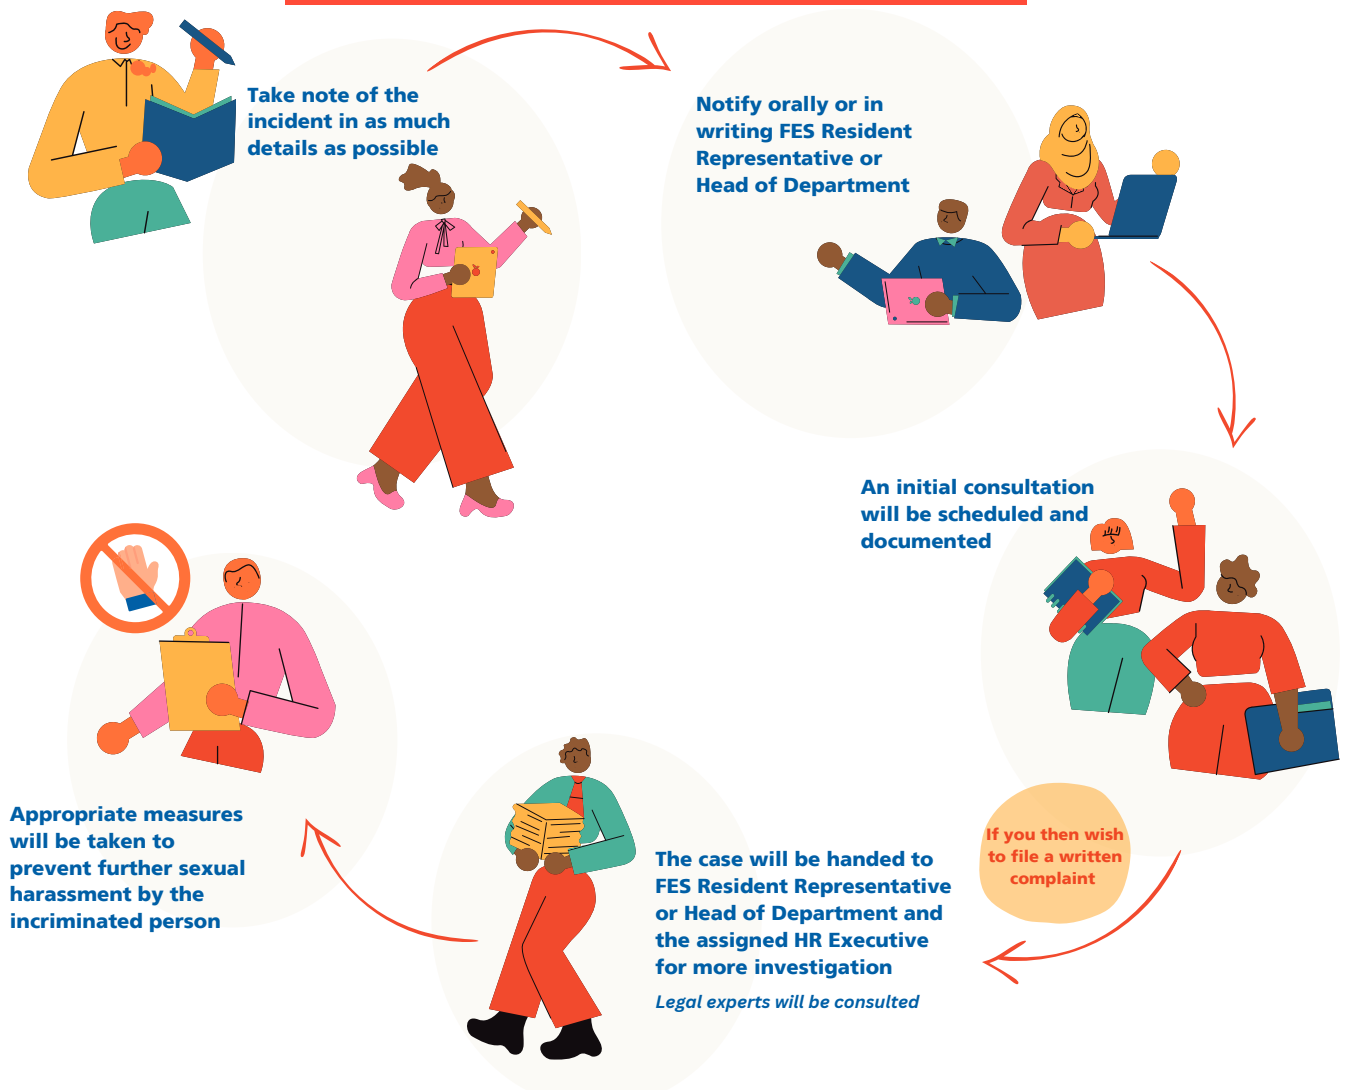 Take note of the
incident in as much
details as possible
Notify orally or in
writing FES Resident
Representative or
Head of Department
An initial consultation
will be scheduled and
documented
If you then wish
to file a written
complaint
The case will be handed to
FES Resident Representative
or Head of Department and
the assigned HR Executive
for more investigation
Legal experts will be consulted
Appropriate measures
will be taken to
prevent further sexual
harassment by the
incriminated person